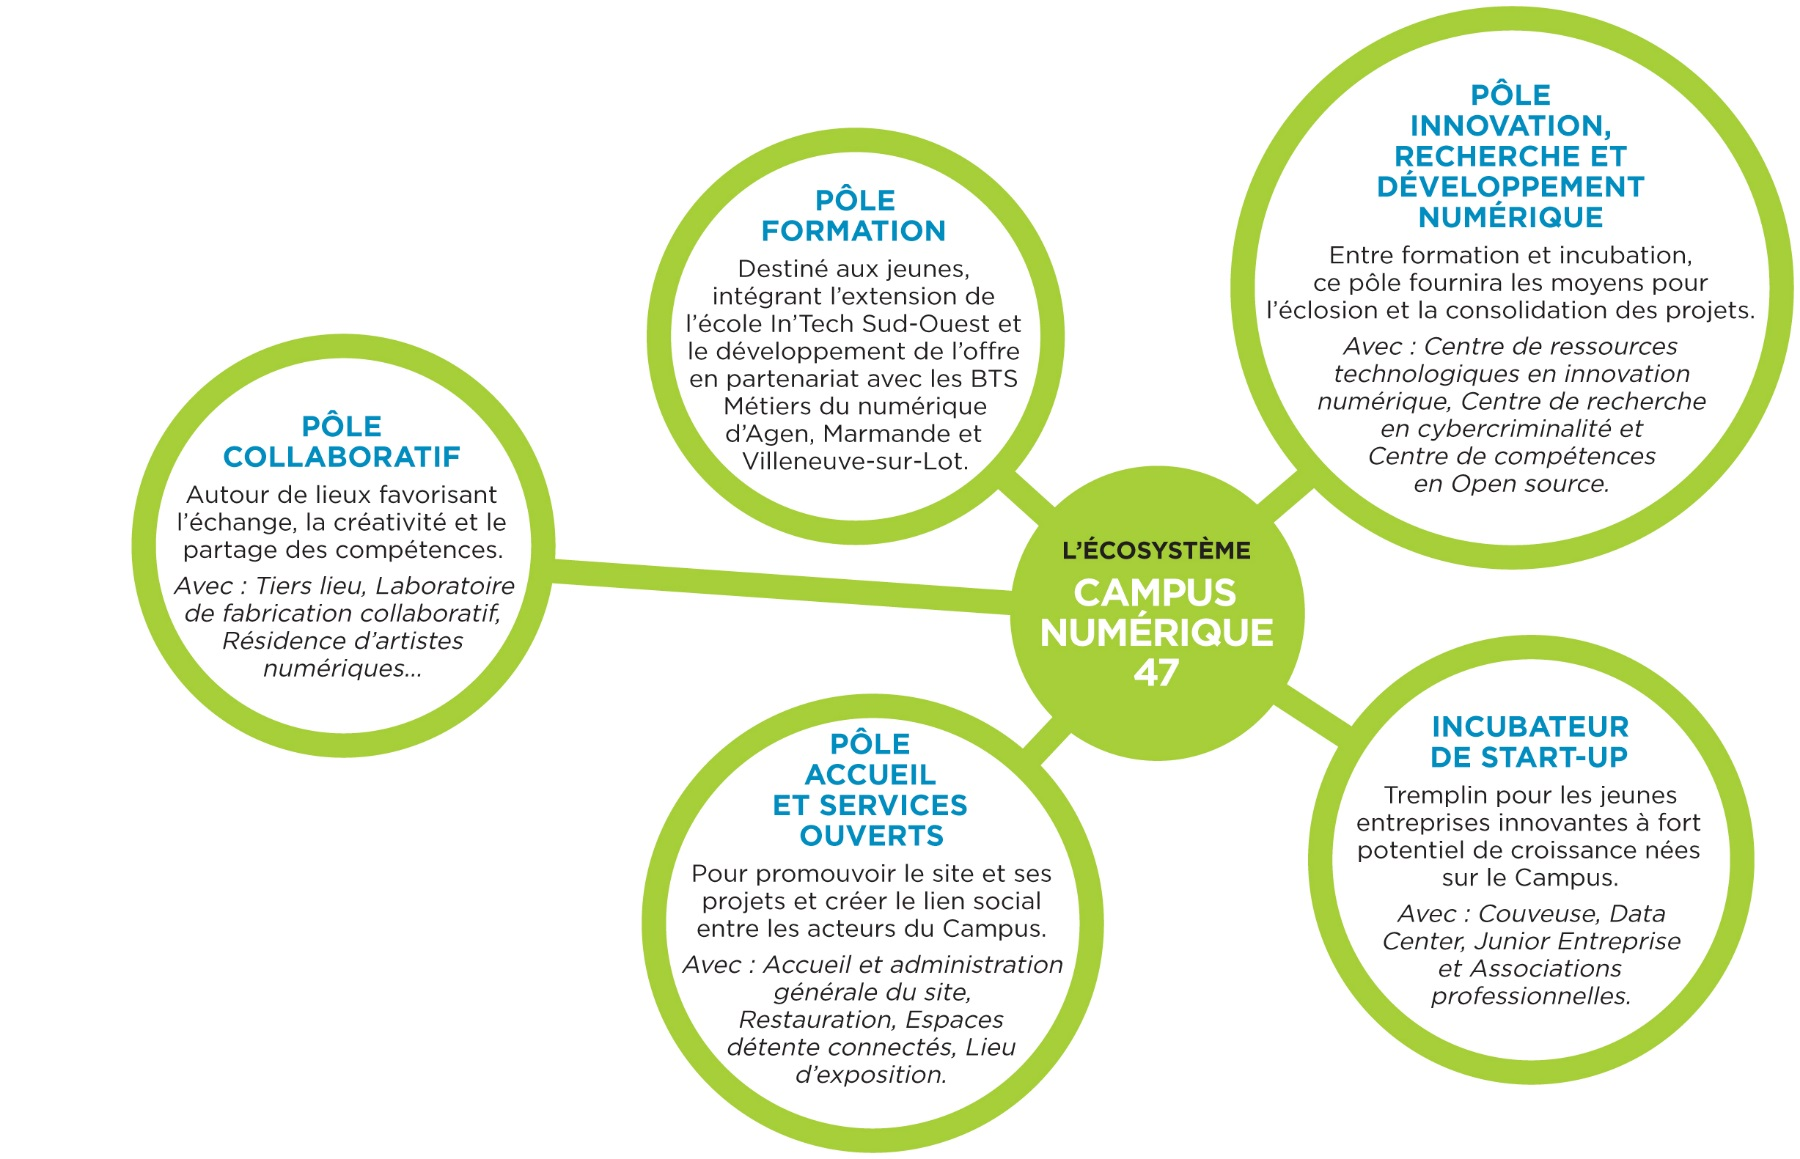 PÔLE
INNOVATION,
RECHERCHE ET
DÉVELOPPEMENT
NUMÉRIQUE
Entre formation et incubation,
ce pôle fournira les moyens pour
l’éclosion et la consolidation des projets.
Avec : Centre de ressources
technologiques en innovation
numérique, Centre de recherche
en cybercriminalité et
Centre de compétences
en Open source.
PÔLE
FORMATION
Destiné aux jeunes,
intégrant l’extension de
l’école In’Tech Sud-Ouest et
le développement de l’offre
en partenariat avec les BTS
Métiers du numérique
d’Agen, Marmande et
Villeneuve-sur-Lot.
PÔLE
COLLABORATIF
Autour de lieux favorisant
l’échange, la créativité et le
partage des compétences.
Avec : Tiers lieu, Laboratoire
de fabrication collaboratif,
Résidence d’artistes
numériques...
L’ÉCOSYSTÈME
CAMPUS
NUMÉRIQUE
47
PÔLE
ACCUEIL
ET SERVICES
OUVERTS
Pour promouvoir le site et ses
projets et créer le lien social
entre les acteurs du Campus.
Avec : Accueil et administration
générale du site,
Restauration, Espaces
détente connectés, Lieu
d’exposition.
INCUBATEUR
DE START-UP
Tremplin pour les jeunes
entreprises innovantes à fort
potentiel de croissance nées
sur le Campus.
Avec : Couveuse, Data
Center, Junior Entreprise
et Associations
professionnelles.